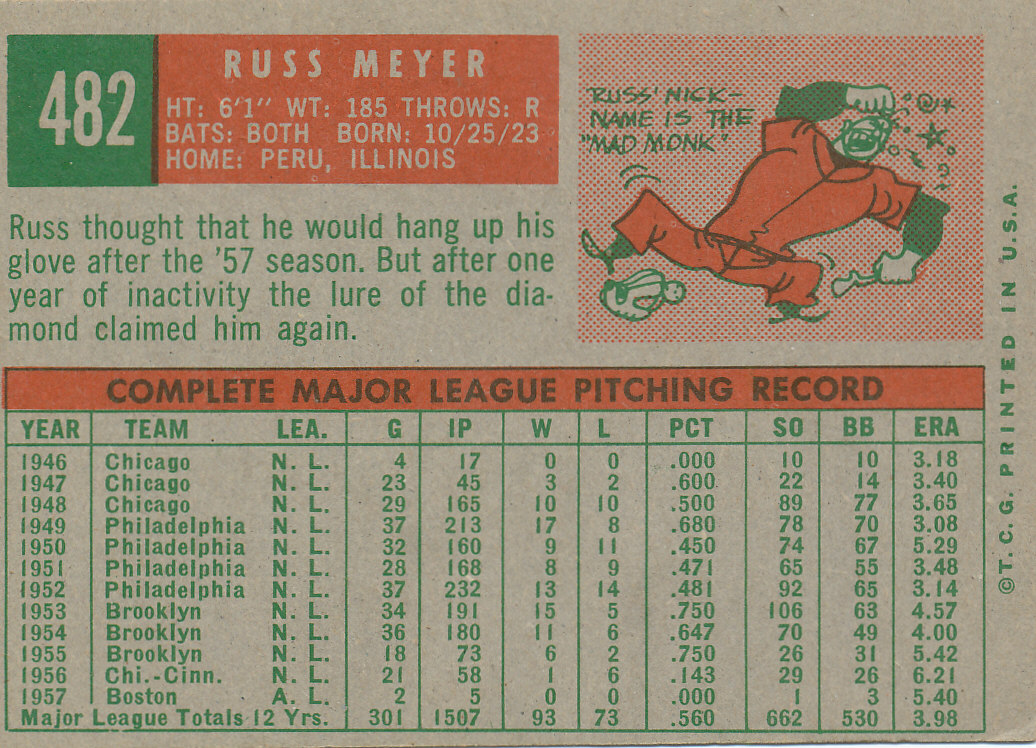 482
RUSS MEYER
HT: 6'1" WT: 185 THROWS: R
BATS: BOTH BORN: 10/25/23
HOME: PERU, ILLINOIS
RUSS' NICK-
NAME IS THE
"MAD MONK"
@*
Russ thought that he would hang up his
glove after the '57 season. But after one
year of inactivity the lure of the dia-
mond claimed him again.
COMPLETE MAJOR LEAGUE PITCHING RECORD
YEAR TEAM LEA. G IP W L PCT SO BB ERA
1946 Chicago N. L. 4 17 0 0 .000 10 10 3.18
1947 Chicago N. L. 23 45 3 2 .600 22 14 3.40
1948 Chicago N. L. 29 165 10 10 .500 89 77 3.65
1949 Philadelphia N. L. 37 213 17 8 .680 78 70 3.08
1950 Philadelphia N. L. 32 160 9 11 .450 74 67 5.29
1951 Philadelphia N. L. 28 168 8 9 .471 65 55 3.48
1952 Philadelphia N. L. 37 232 13 14 .481 92 65 3.14
1953 Brooklyn N. L. 34 191 15 5 .750 106 63 4.57
1954 Brooklyn N. L. 36 180 11 6 .647 70 49 4.00
1955 Brooklyn N. L. 18 73 6 2 .750 26 31 5.42
1956 Chi.-Cinn. N. L. 21 58 1 6 .143 29 26 6.21
1957 Boston A. L. 2 5 0 0 .000 1 3 5.40
Major League Totals 12 Yrs. 301 1507 93 73 .560 662 530 3.98
©T. C. G. PRINTED IN U.S.A.